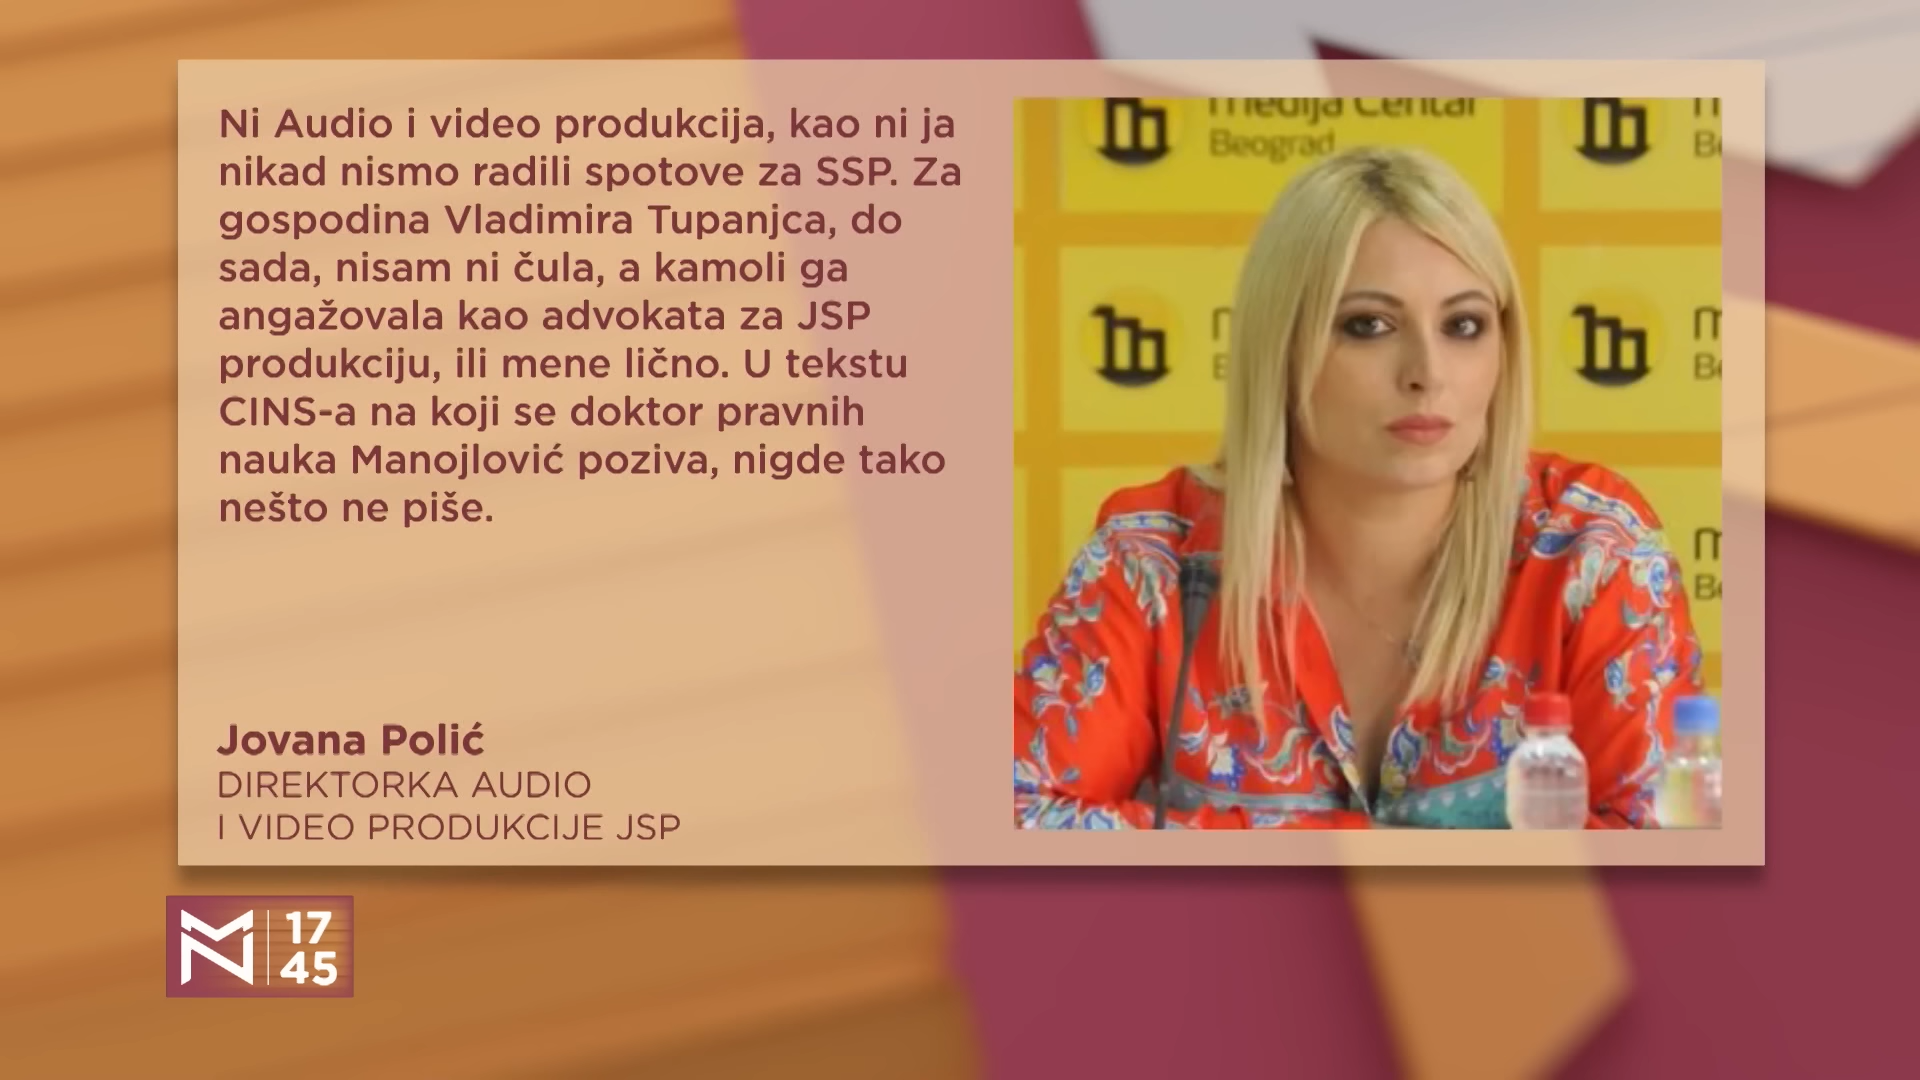 Ni Audio i video produkcija, kao ni ja
nikad nismo radili spotove za SSP. Za
gospodina Vladimira Tupanjca, do
sada, nisam ni čula, a kamoli ga
angažovala kao advokata za JSP
produkciju, ili mene lično. U tekstu
CINS-a na koji se doktor pravnih
nauka Manojlović poziva, nigde tako
nešto ne piše.
Jovana Polić
DIREKTORKA AUDIO
I VIDEO PRODUKCIJE JSP
medija Centar
Beograd
17
45